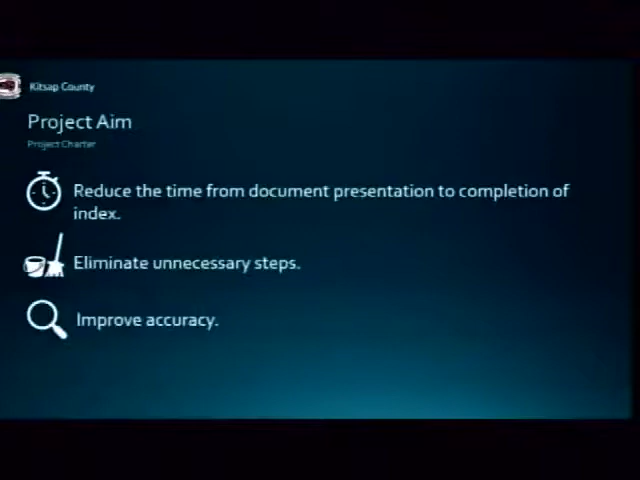 Kitsap County
Project Aim
Project Charter
Reduce the time from document presentation to completion of
index.
Eliminate unnecessary steps.
Improve accuracy.